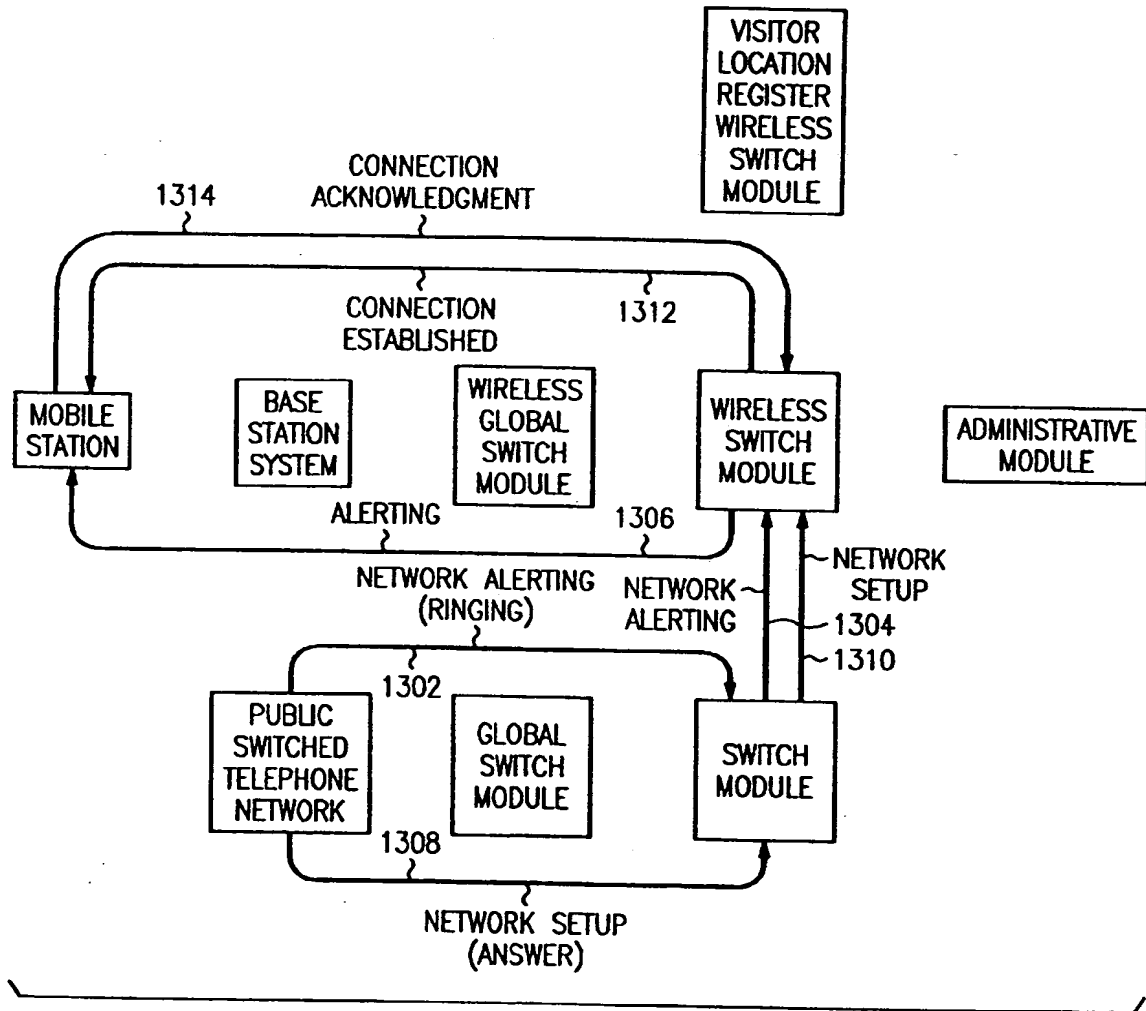 VISITOR
LOCATION
REGISTER
WIRELESS
SWITCH
MODULE
CONNECTION
ACKNOWLEDGMENT
1314
1312
CONNECTION
ESTABLISHED
MOBILE
STATION
BASE
STATION
SYSTEM
WIRELESS
GLOBAL
SWITCH
MODULE
WIRELESS
SWITCH
MODULE
ADMINISTRATIVE
MODULE
ALERTING
1306
NETWORK ALERTING
(RINGING)
NETWORK
ALERTING
NETWORK
SETUP
1304
1310
1302
PUBLIC
SWITCHED
TELEPHONE
NETWORK
GLOBAL
SWITCH
MODULE
SWITCH
MODULE
1308
NETWORK SETUP
(ANSWER)